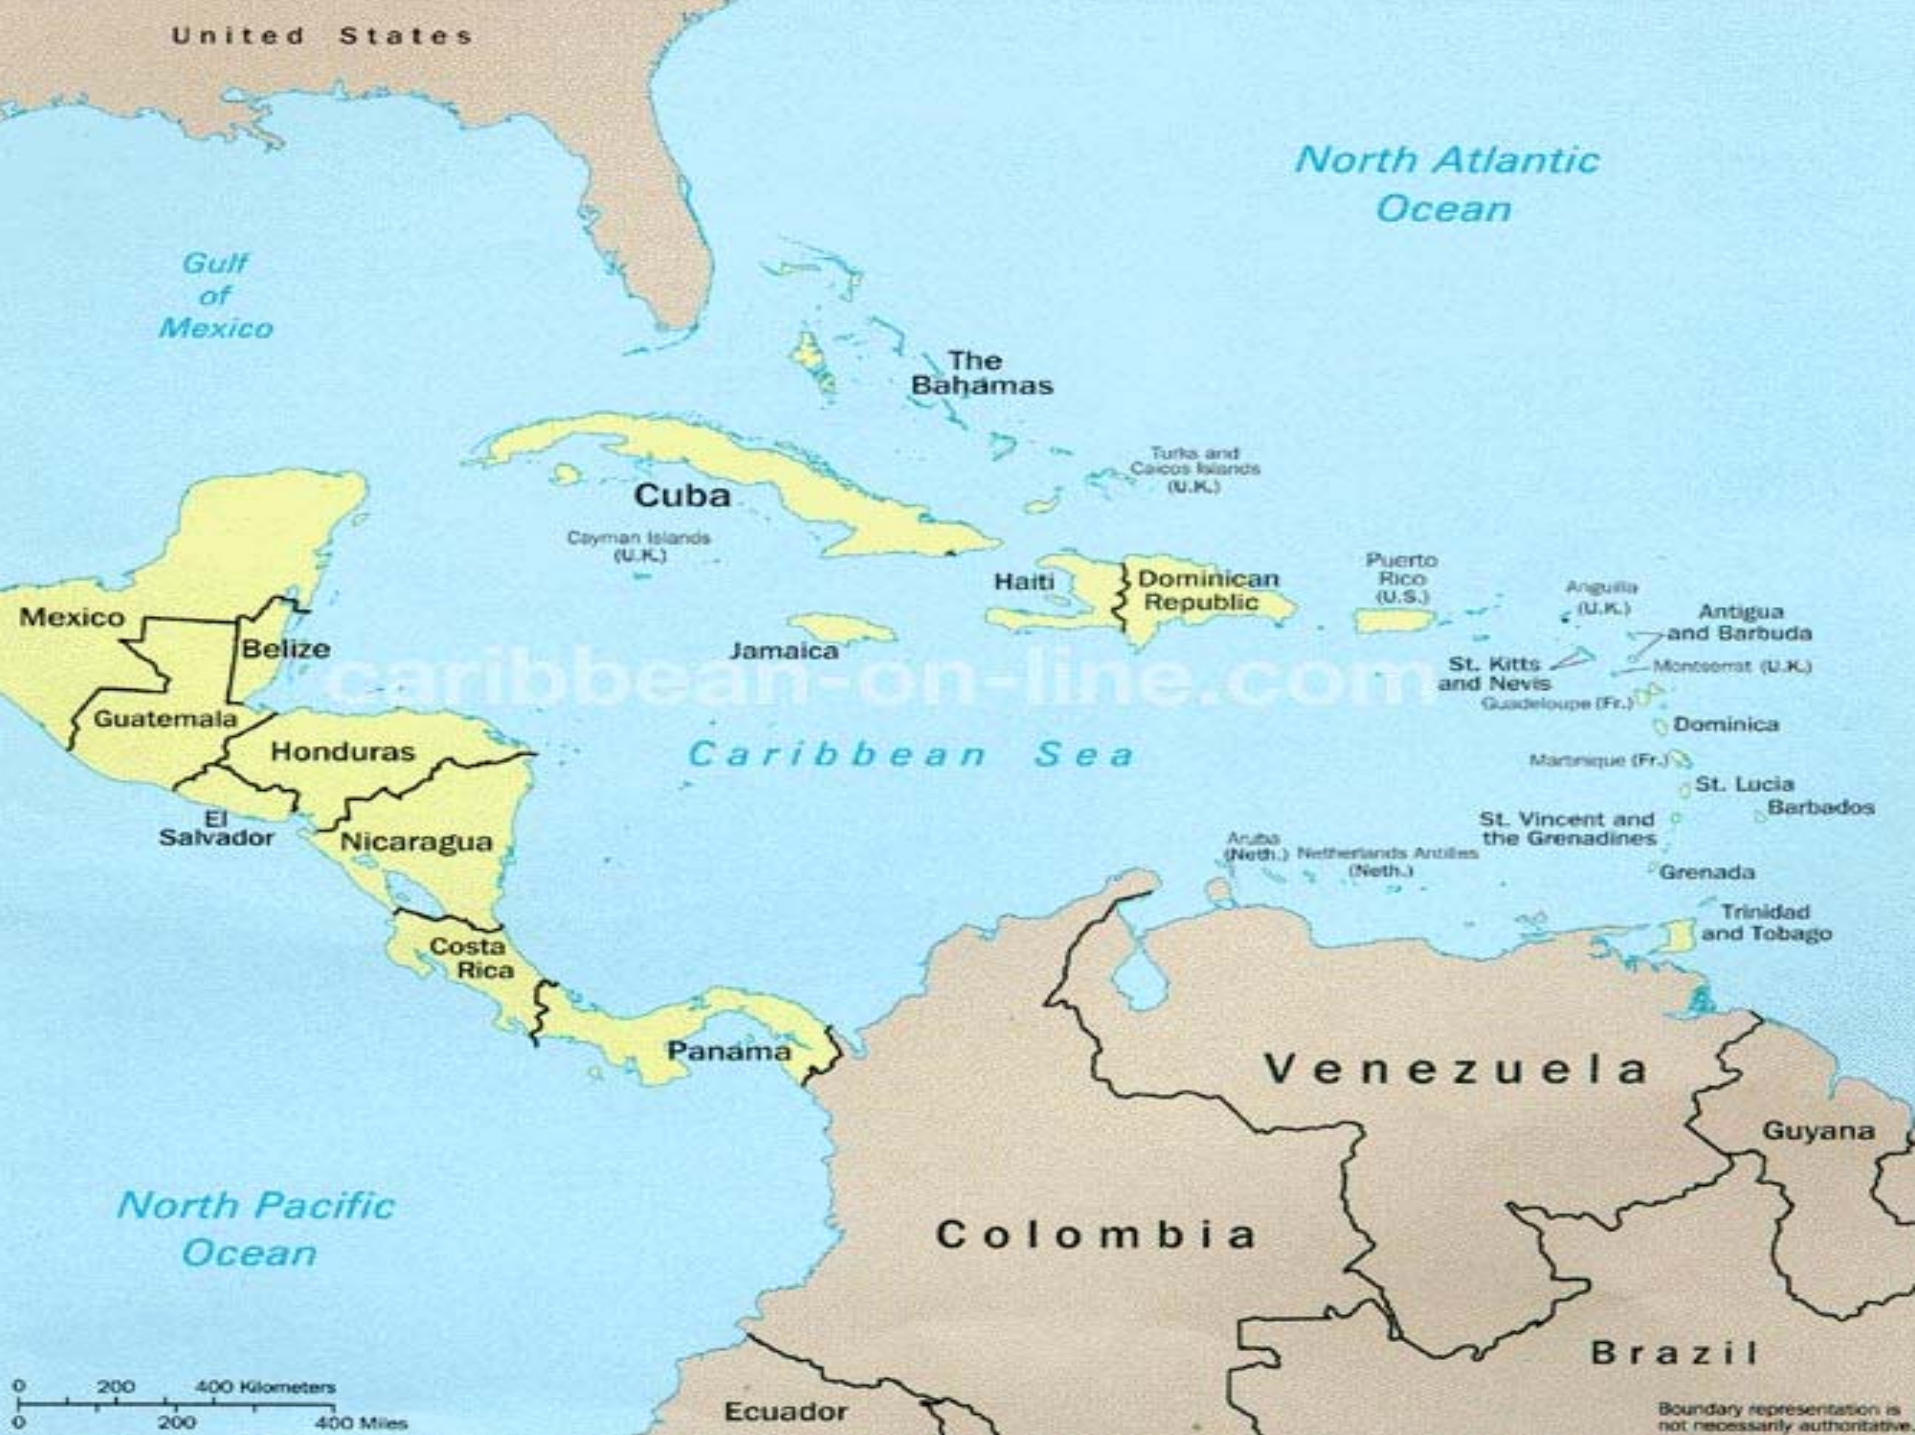 United States
North Atlantic
Ocean
Gulf
of
Mexico
The
Bahamas
Turks and
Caicos Islands
(U.K.)
Cuba
Cayman Islands
(U.K.)
Haiti
Dominican
Republic
Puerto
Rico
(U.S.)
Anguilla
(U.K.)
Antigua
and Barbuda
Mexico
Belize
Jamaica
caribbean-on-line.com
St. Kitts
and Nevis
Montserrat (U.K.)
Guadeloupe (Fr.)
Guatemala
Dominica
Honduras
Caribbean Sea
Martinique (Fr.)
St. Lucia
Barbados
El
Salvador
Nicaragua
St. Vincent and
the Grenadines
Aruba
(Neth.)
Netherlands Antilles
(Neth.)
Grenada
Trinidad
and Tobago
Costa
Rica
Panama
Venezuela
Guyana
North Pacific
Ocean
Colombia
Brazil
0 200 400 Kilometers
0 200 400 Miles
Ecuador
Boundary representation is
not necessarily authoritative.